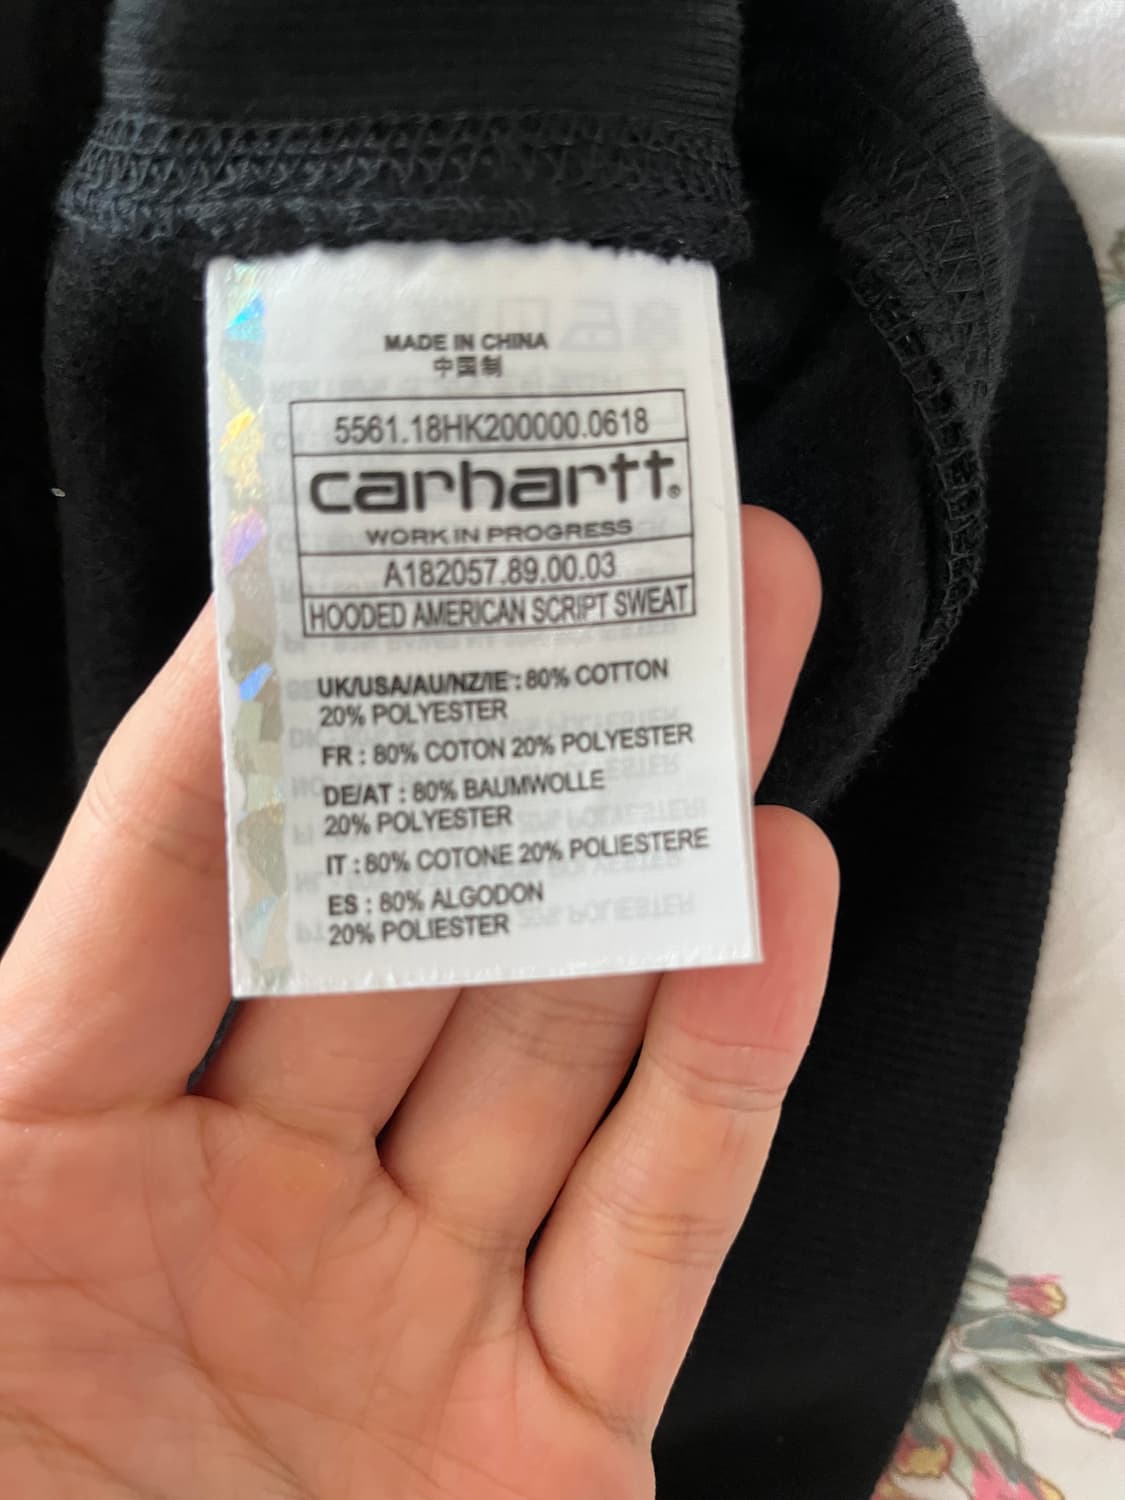 MADE IN CHINA
中国制
5561.18HK200000.0618
carhartt®
WORK IN PROGRESS
A182057.89.00.03
HOODED AMERICAN SCRIPT SWEAT
UK/USA/AU/NZ/IE : 80% COTTON
20% POLYESTER
FR : 80% COTON 20% POLYESTER
DE/AT : 80% BAUMWOLLE
20% POLYESTER
IT : 80% COTONE 20% POLIESTERE
ES : 80% ALGODON
20% POLIESTER